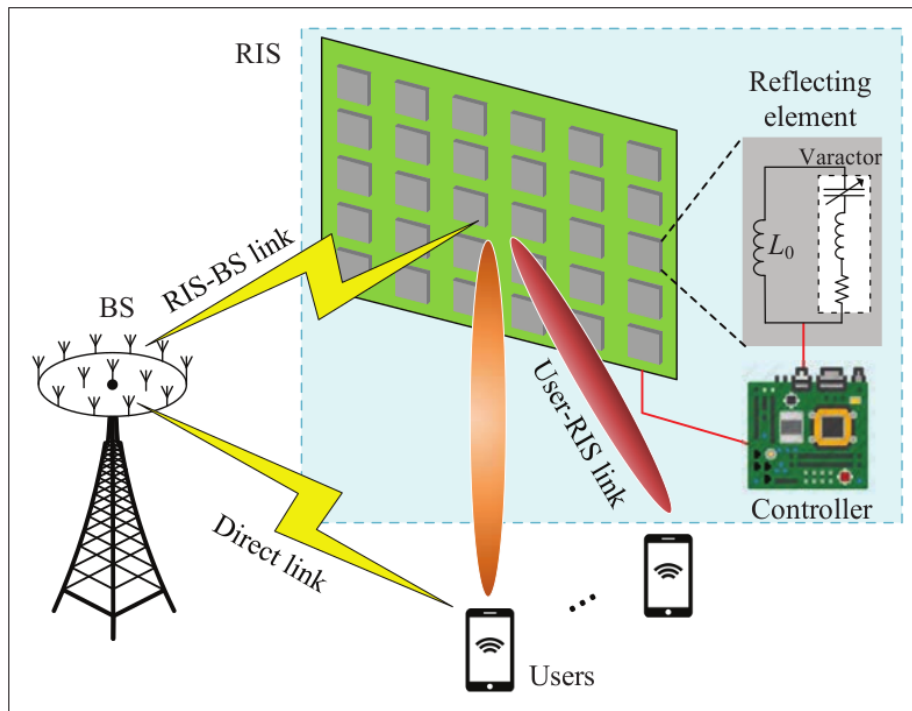 RIS
Reflecting
element
Varactor
L₀
RIS-BS link
BS
User-RIS link
Direct link
Controller
...
Users